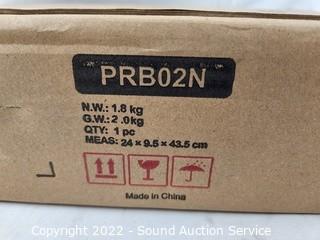 PRB02N
N.W.: 1.8 kg
G.W.: 2.0kg
QTY: 1 pc
MEAS: 24 × 9.5 × 43.5 cm
Made in China
Copyright © 2022 - Sound Auction Service